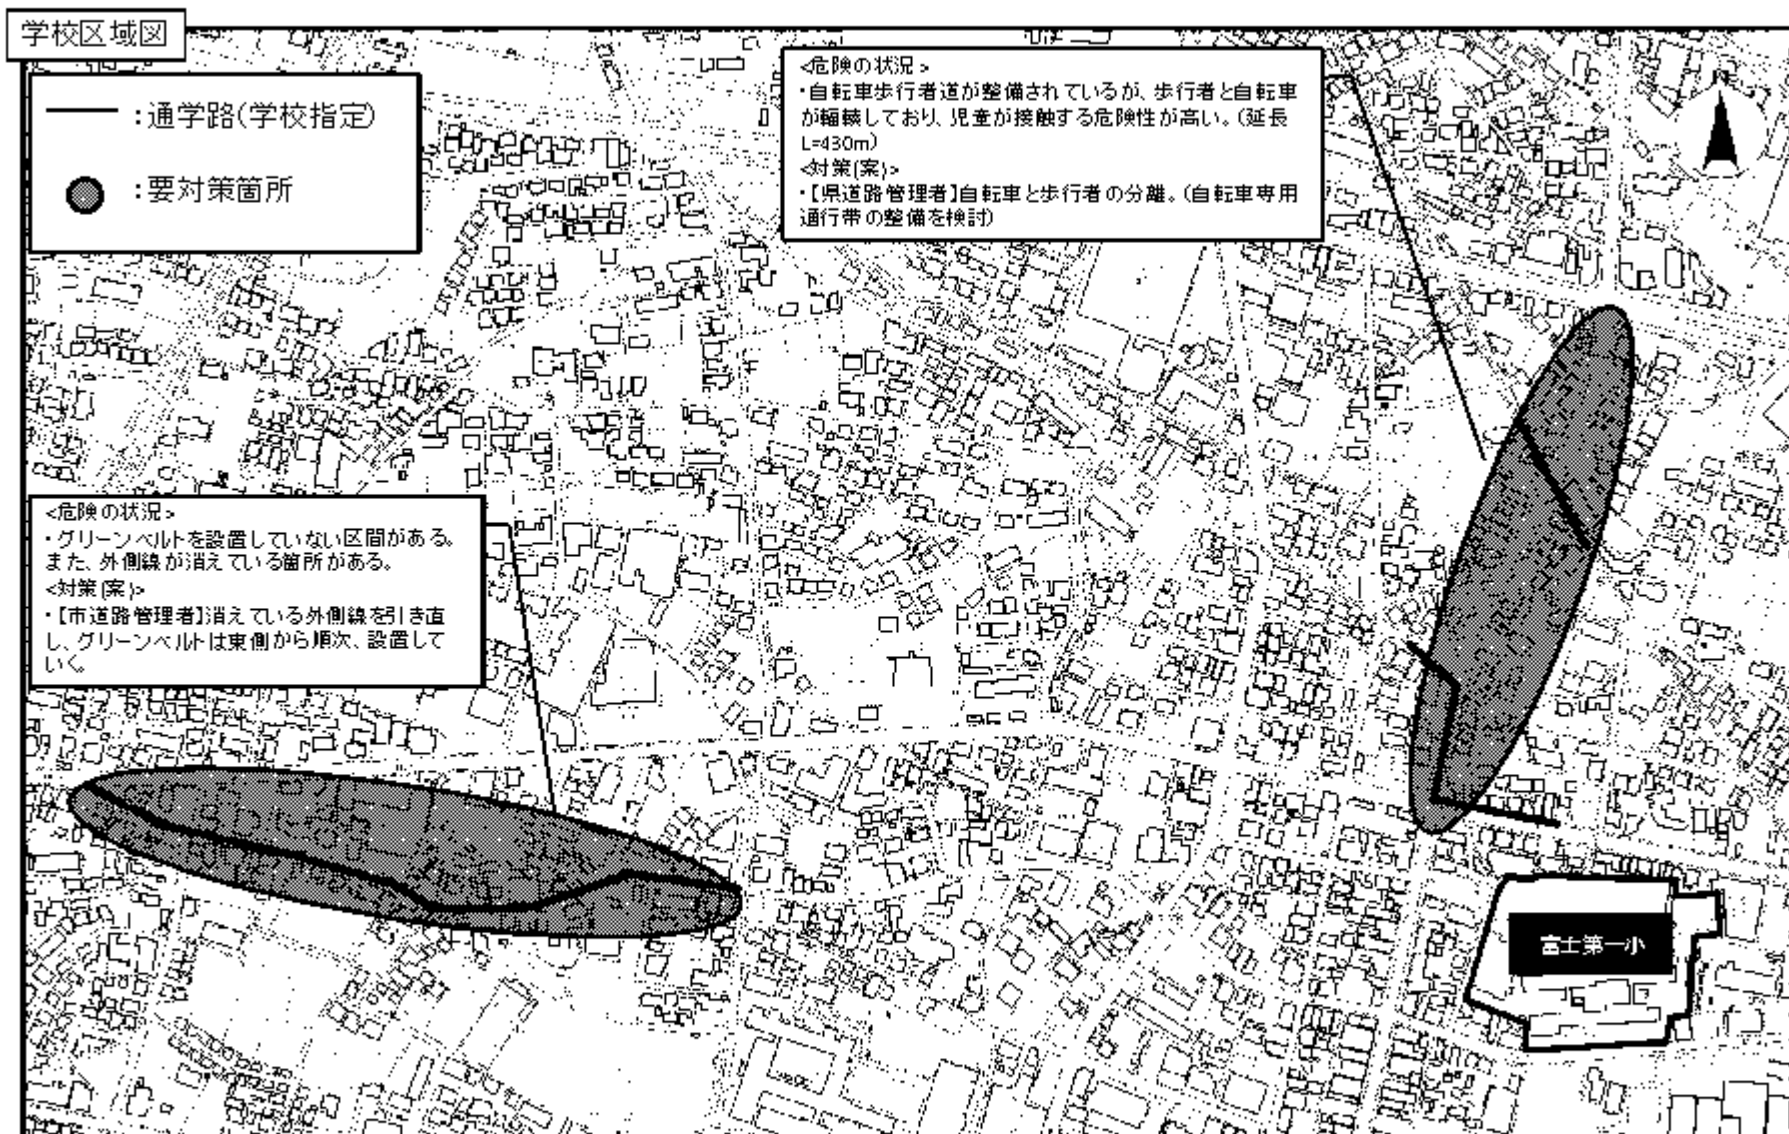 学校区域図
：通学路(学校指定)
：要対策箇所
<危険の状況>
・自転車歩行者道が整備されているが、歩行者と自転車
が輻輳しており、児童が接触する危険性が高い。(延長
L=430m)
<対策(案)>
・【県道路管理者】自転車と歩行者の分離。(自転車専用
通行帯の整備を検討)
N
<危険の状況>
・グリーンベルトを設置していない区間がある。
また、外側線が消えている箇所がある。
<対策(案)>
・【市道路管理者】消えている外側線を引き直
し、グリーンベルトは東側から順次、設置して
いく。
富士第一小